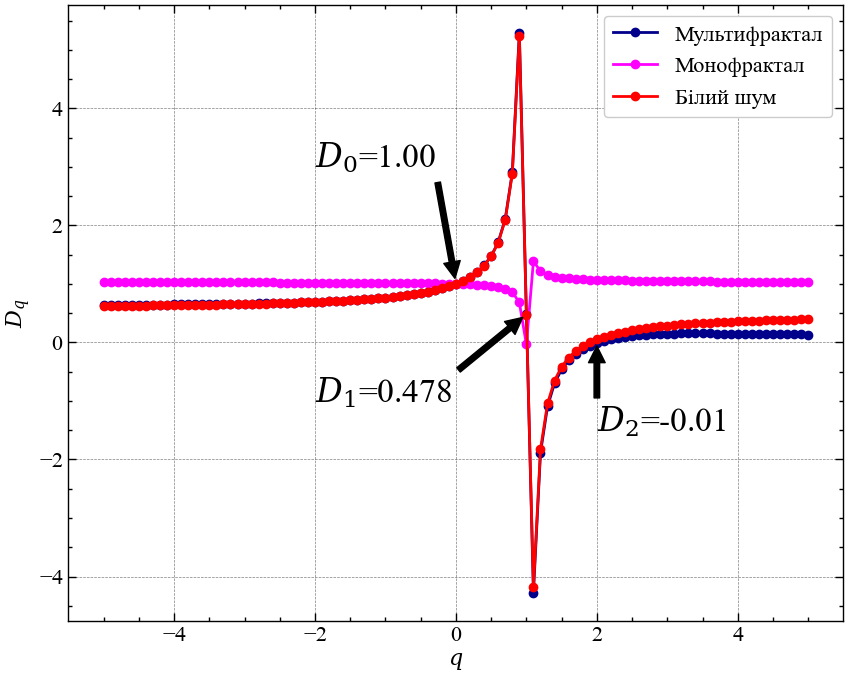 Мультифрактал
Монофрактал
Білий шум
D₀=1.00
D₁=0.478
D₂=-0.01
4
2
0
−2
−4
D_q
−4 −2 0 2 4
q